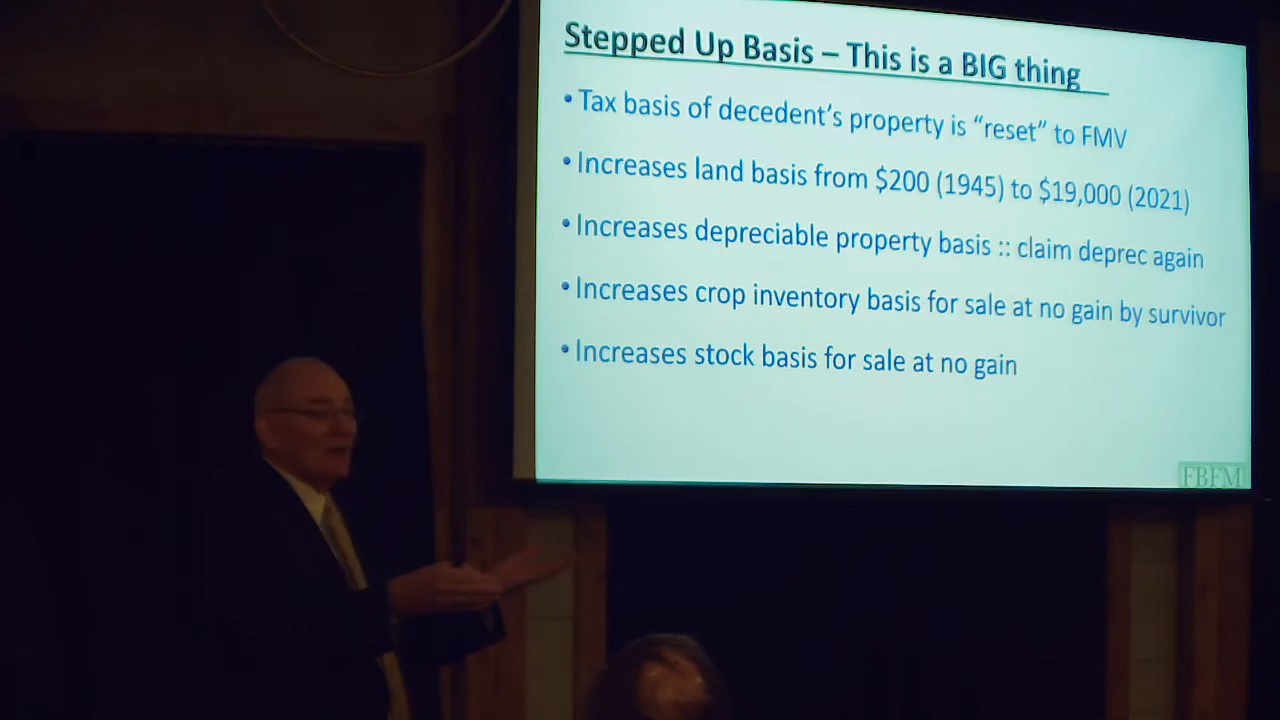 Stepped Up Basis – This is a BIG thing
• Tax basis of decedent's property is “reset” to FMV
• Increases land basis from $200 (1945) to $19,000 (2021)
• Increases depreciable property basis :: claim deprec again
• Increases crop inventory basis for sale at no gain by survivor
• Increases stock basis for sale at no gain
FBFM